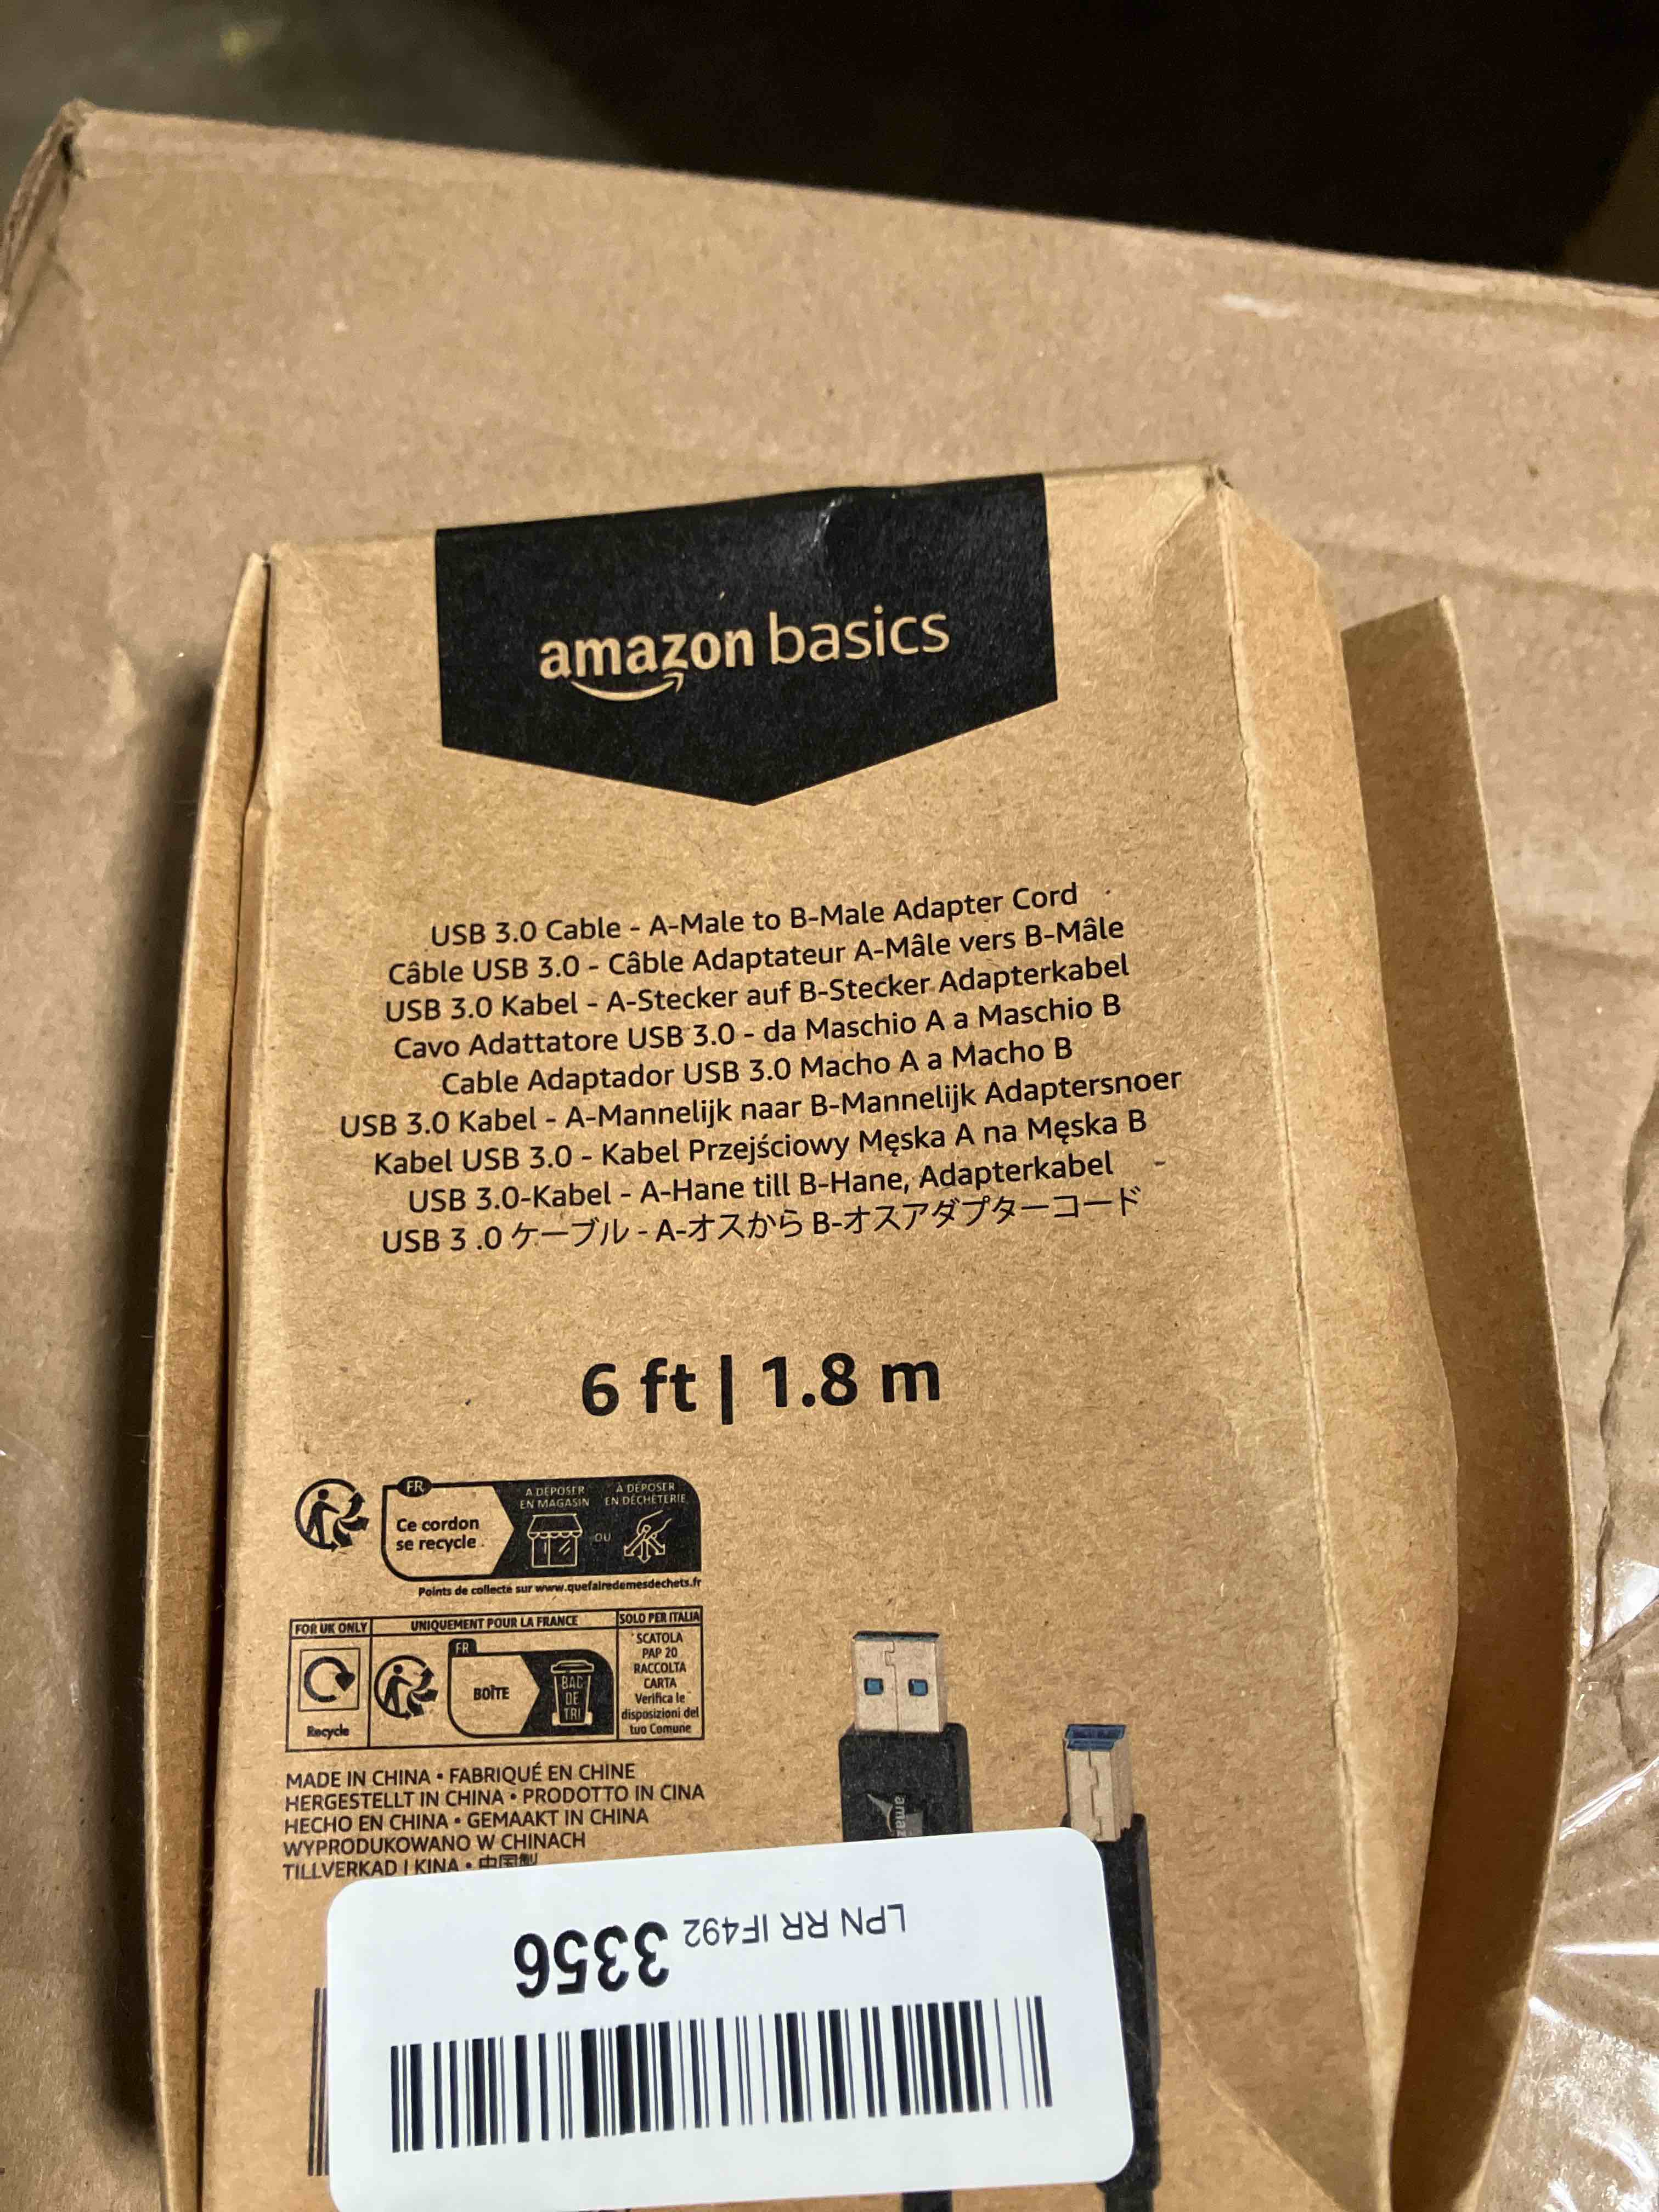 amazon basics
USB 3.0 Cable - A-Male to B-Male Adapter Cord
Câble USB 3.0 - Câble Adaptateur A-Mâle vers B-Mâle
USB 3.0 Kabel - A-Stecker auf B-Stecker Adapterkabel
Cavo Adattatore USB 3.0 - da Maschio A a Maschio B
Cable Adaptador USB 3.0 Macho A a Macho B
USB 3.0 Kabel - A-Mannelijk naar B-Mannelijk Adaptersnoer
Kabel USB 3.0 - Kabel Przejściowy Męska A na Męska B
USB 3.0-Kabel - A-Hane till B-Hane, Adapterkabel
USB 3 .0 ケーブル - A-オスから B-オスアダプターコード
6 ft | 1.8 m
FR
Ce cordon
se recycle
À DÉPOSER
EN MAGASIN
OU
À DÉPOSER
EN DÉCHÈTERIE
Points de collecte sur www.quefairedemesdechets.fr
FOR UK ONLY
Recycle
UNIQUEMENT POUR LA FRANCE
FR
BOÎTE
BAC
DE
TRI
SOLO PER ITALIA
SCATOLA
PAP 20
RACCOLTA
CARTA
Verifica le
disposizioni del
tuo Comune
MADE IN CHINA • FABRIQUÉ EN CHINE
HERGESTELLT IN CHINA • PRODOTTO IN CINA
HECHO EN CHINA • GEMAAKT IN CHINA
WYPRODUKOWANO W CHINACH
TILLVERKAD I KINA • 中国製
amaz
LPN RR IF492 3356